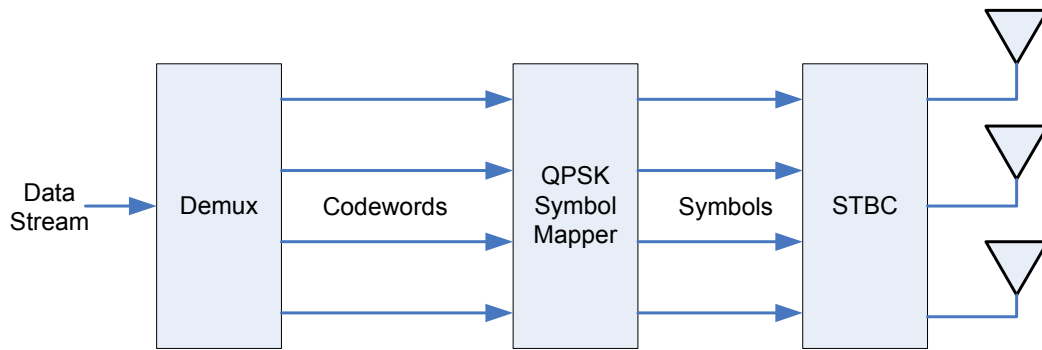 Data
Stream
Demux
Codewords
QPSK
Symbol
Mapper
Symbols
STBC